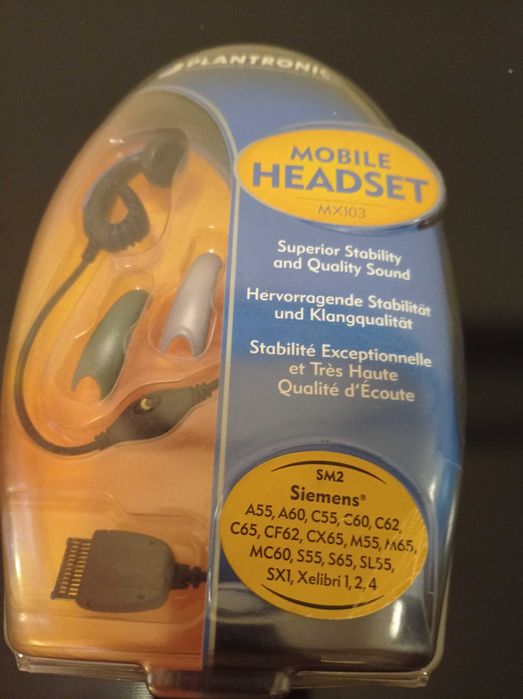 PLANTRONIC
MOBILE
HEADSET
MX103
Superior Stability
and Quality Sound
Hervorragende Stabilität
und Klangqualität
Stabilité Exceptionnelle
et Très Haute
Qualité d'Écoute
SM2
Siemens®
A55, A60, C55, C60, C62,
C65, CF62, CX65, M55, M65,
MC60, S55, S65, SL55,
SX1, Xelibri 1, 2, 4